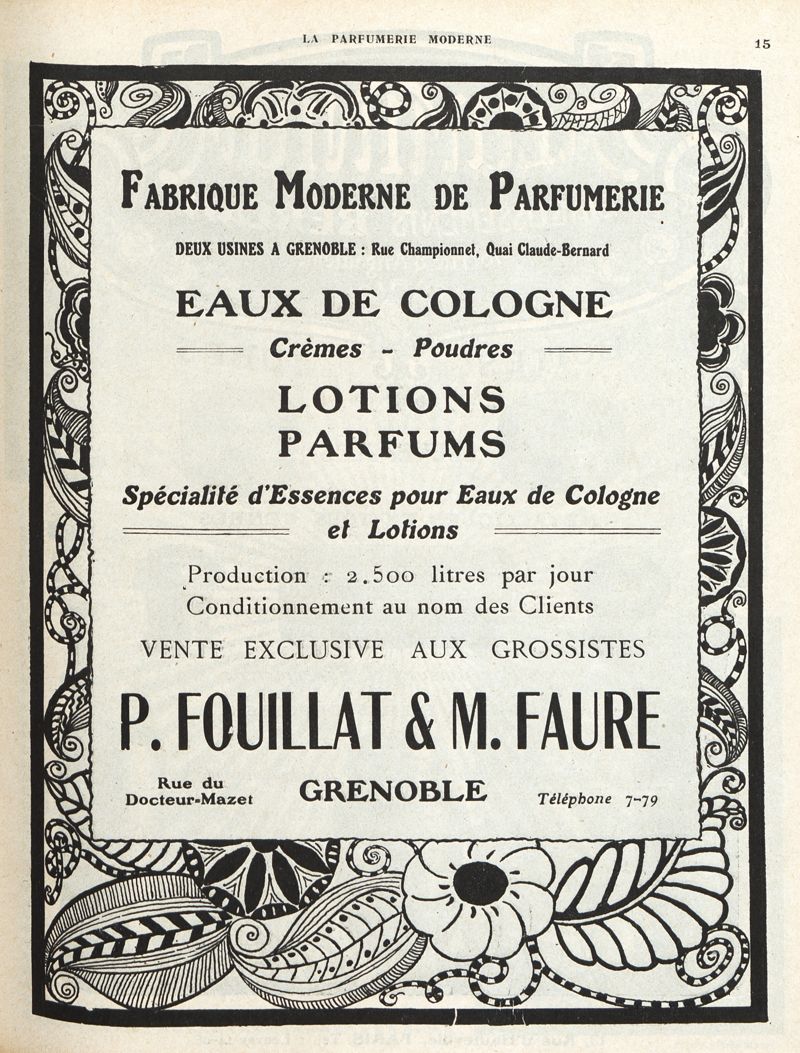 LA PARFUMERIE MODERNE
15
FABRIQUE MODERNE DE PARFUMERIE
DEUX USINES A GRENOBLE : Rue Championnet, Quai Claude-Bernard
EAUX DE COLOGNE
Crèmes - Poudres
LOTIONS
PARFUMS
Spécialité d'Essences pour Eaux de Cologne
et Lotions
Production : 2.500 litres par jour
Conditionnement au nom des Clients
VENTE EXCLUSIVE AUX GROSSISTES
P. FOUILLAT & M. FAURE
Rue du
Docteur-Mazet
GRENOBLE
Téléphone 7-79